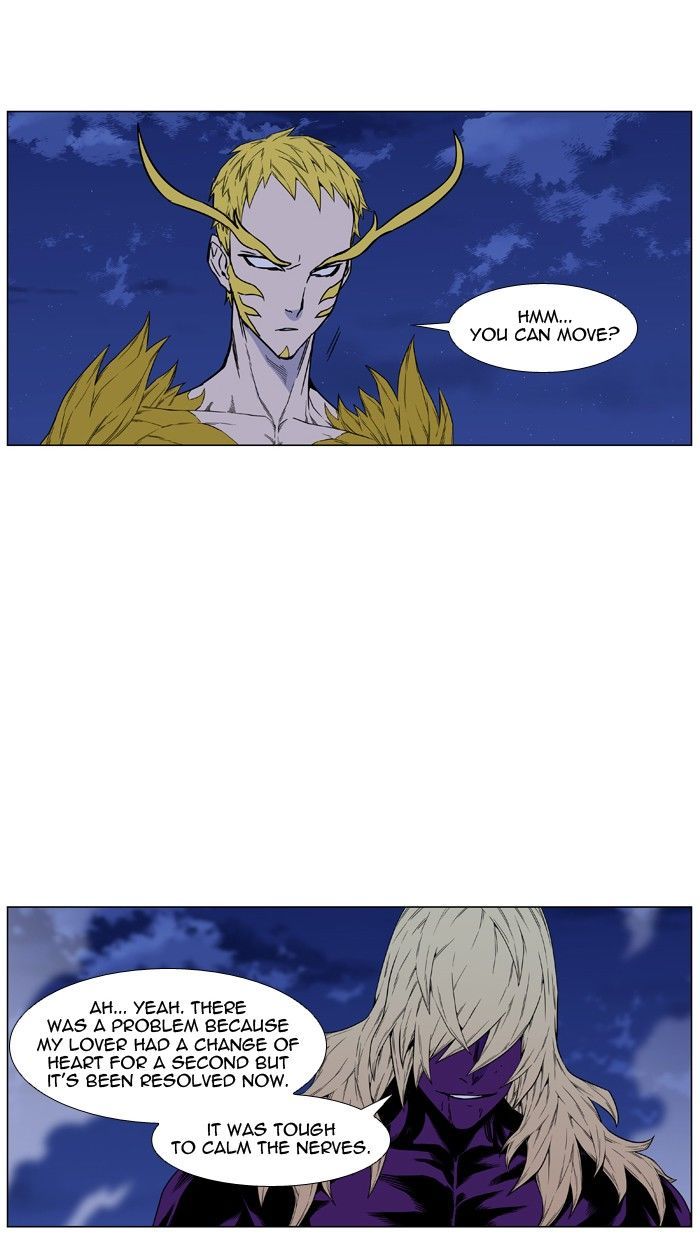 HMM...
YOU CAN MOVE?
AH... YEAH. THERE
WAS A PROBLEM BECAUSE
MY LOVER HAD A CHANGE OF
HEART FOR A SECOND BUT
IT'S BEEN RESOLVED NOW.
IT WAS TOUGH
TO CALM THE NERVES.